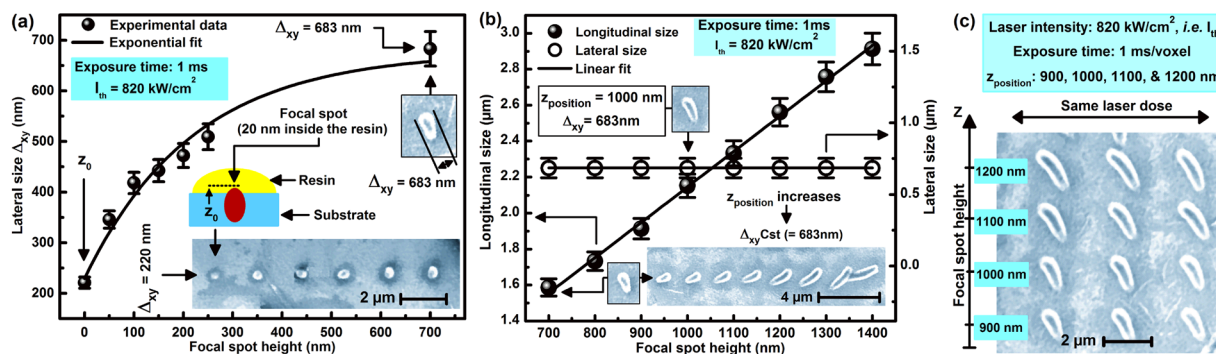 (a)
Experimental data
Exponential fit
Exposure time: 1 ms
Ith = 820 kW/cm2
Δxy = 683 nm
Focal spot
(20 nm inside the resin)
z0
Resin
z0
Substrate
Δxy = 683 nm
Δxy = 220 nm
2 μm
Lateral size Δxy (nm)
700
600
500
400
300
200
0 50 100 150 200 250 300 700
Focal spot height (nm)
(b)
Longitudinal size
Lateral size
Linear fit
Exposure time: 1ms
Ith = 820 kW/cm2
zposition = 1000 nm
Δxy = 683nm
zposition increases
Δxy Cst (= 683nm)
4 μm
Longitudinal size (μm)
3.0
2.8
2.6
2.4
2.2
2.0
1.8
1.6
1.4
Lateral size (μm)
1.5
1.0
0.5
0.0
700 800 900 1000 1100 1200 1300 1400
Focal spot height (nm)
(c)
Laser intensity: 820 kW/cm2, i.e. Ith
Exposure time: 1 ms/voxel
zposition: 900, 1000, 1100, & 1200 nm
Z
Same laser dose
Focal spot height
1200 nm
1100 nm
1000 nm
900 nm
2 μm